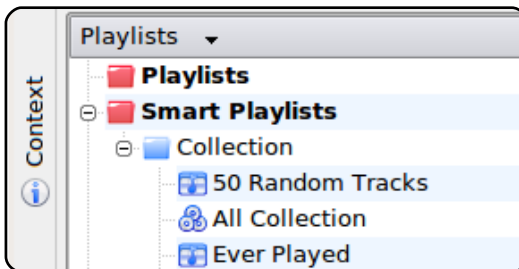 Context
Playlists
Playlists
Smart Playlists
Collection
50 Random Tracks
All Collection
Ever Played